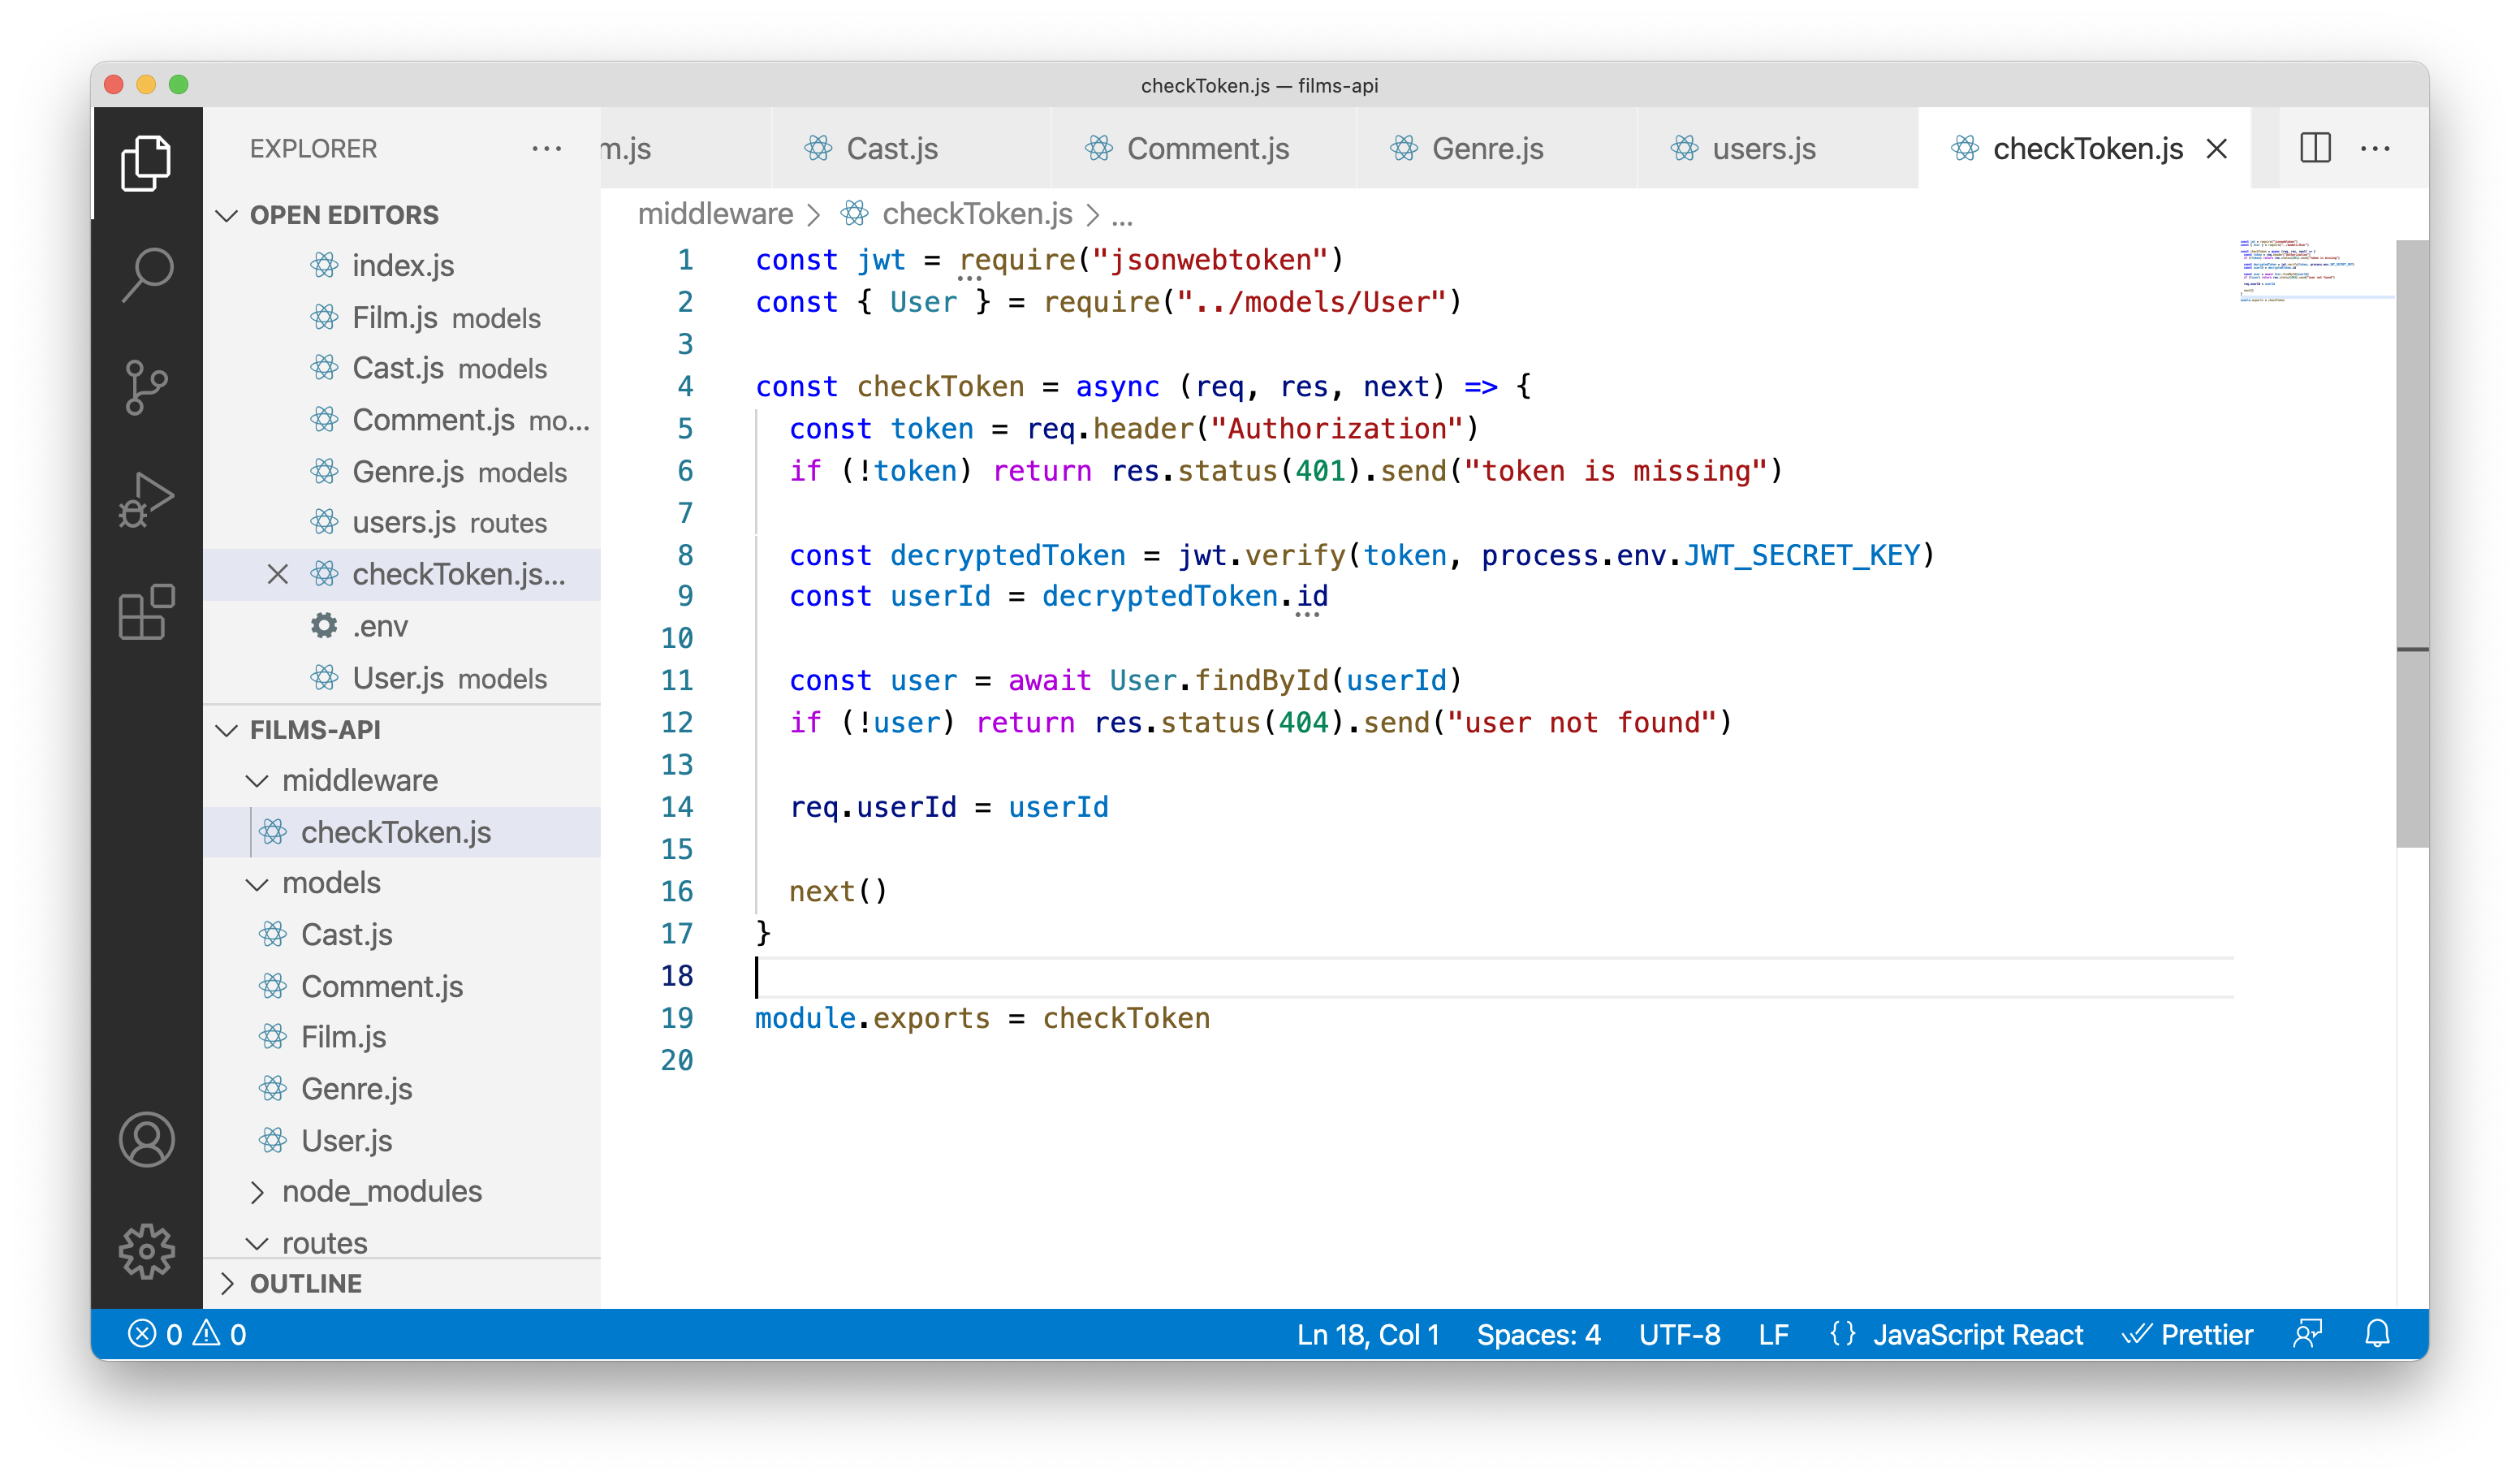 checkToken.js — films-api
EXPLORER
m.js
Cast.js
Comment.js
Genre.js
users.js
checkToken.js
OPEN EDITORS
index.js
Film.js models
Cast.js models
Comment.js mo...
Genre.js models
users.js routes
checkToken.js...
.env
User.js models
FILMS-API
middleware
checkToken.js
models
Cast.js
Comment.js
Film.js
Genre.js
User.js
node_modules
routes
OUTLINE
middleware > checkToken.js > ...
1 const jwt = require("jsonwebtoken")
2 const { User } = require("../models/User")
3
4 const checkToken = async (req, res, next) => {
5 const token = req.header("Authorization")
6 if (!token) return res.status(401).send("token is missing")
7
8 const decryptedToken = jwt.verify(token, process.env.JWT_SECRET_KEY)
9 const userId = decryptedToken.id
10
11 const user = await User.findById(userId)
12 if (!user) return res.status(404).send("user not found")
13
14 req.userId = userId
15
16 next()
17 }
18
19 module.exports = checkToken
20
0 0
Ln 18, Col 1 Spaces: 4 UTF-8 LF {} JavaScript React Prettier